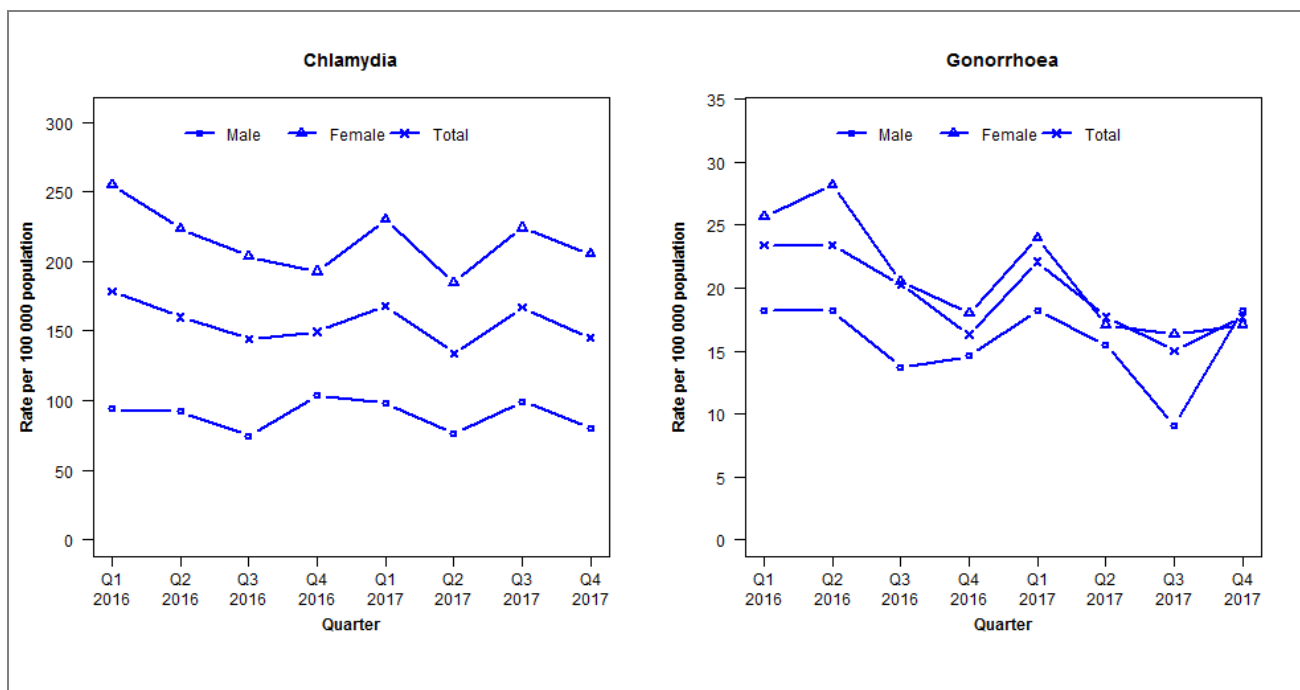 Chlamydia
Rate per 100 000 population
300
250
200
150
100
50
0
Male Female Total
Q1 Q2 Q3 Q4 Q1 Q2 Q3 Q4
2016 2016 2016 2016 2017 2017 2017 2017
Quarter
Gonorrhoea
Rate per 100 000 population
35
30
25
20
15
10
5
0
Male Female Total
Q1 Q2 Q3 Q4 Q1 Q2 Q3 Q4
2016 2016 2016 2016 2017 2017 2017 2017
Quarter